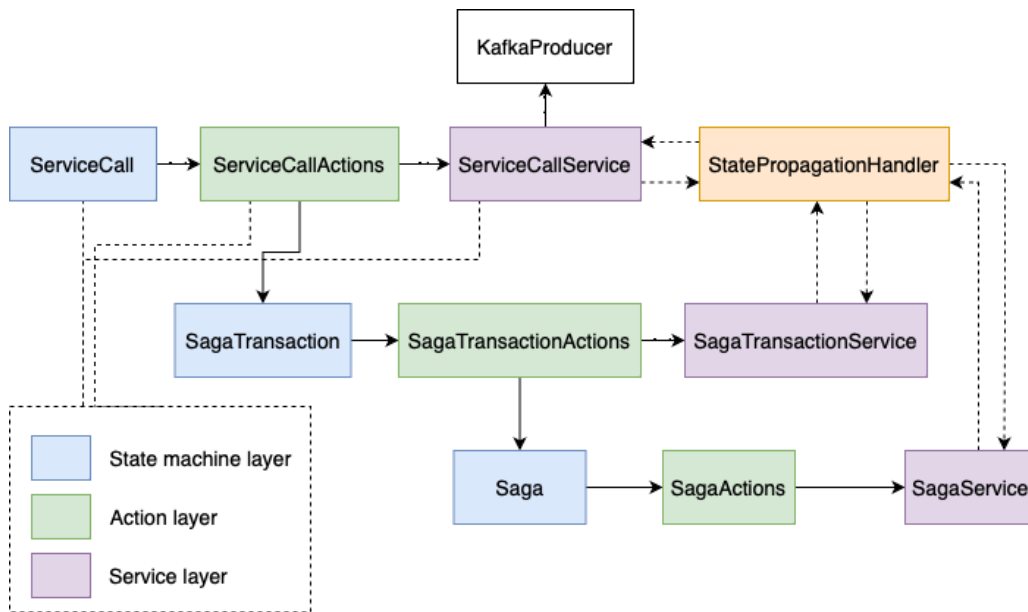 KafkaProducer
ServiceCall
ServiceCallActions
ServiceCallService
StatePropagationHandler
SagaTransaction
SagaTransactionActions
SagaTransactionService
State machine layer
Saga
SagaActions
SagaService
Action layer
Service layer